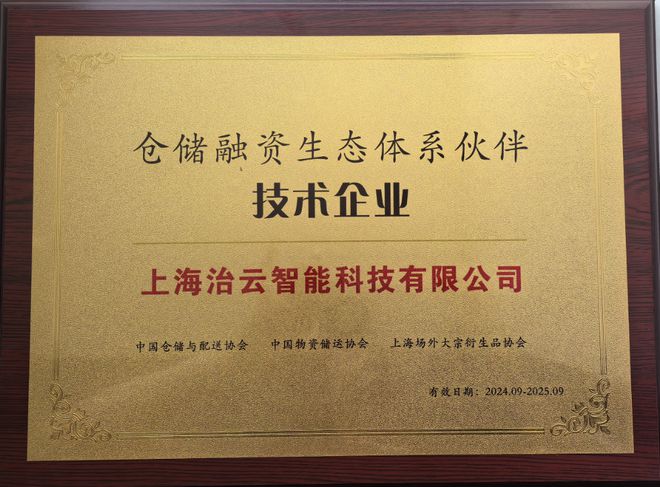 仓储融资生态体系伙伴
技术企业
上海治云智能科技有限公司
中国仓储与配送协会 中国物资储运协会 上海场外大宗衍生品协会
有效日期：2024.09-2025.09